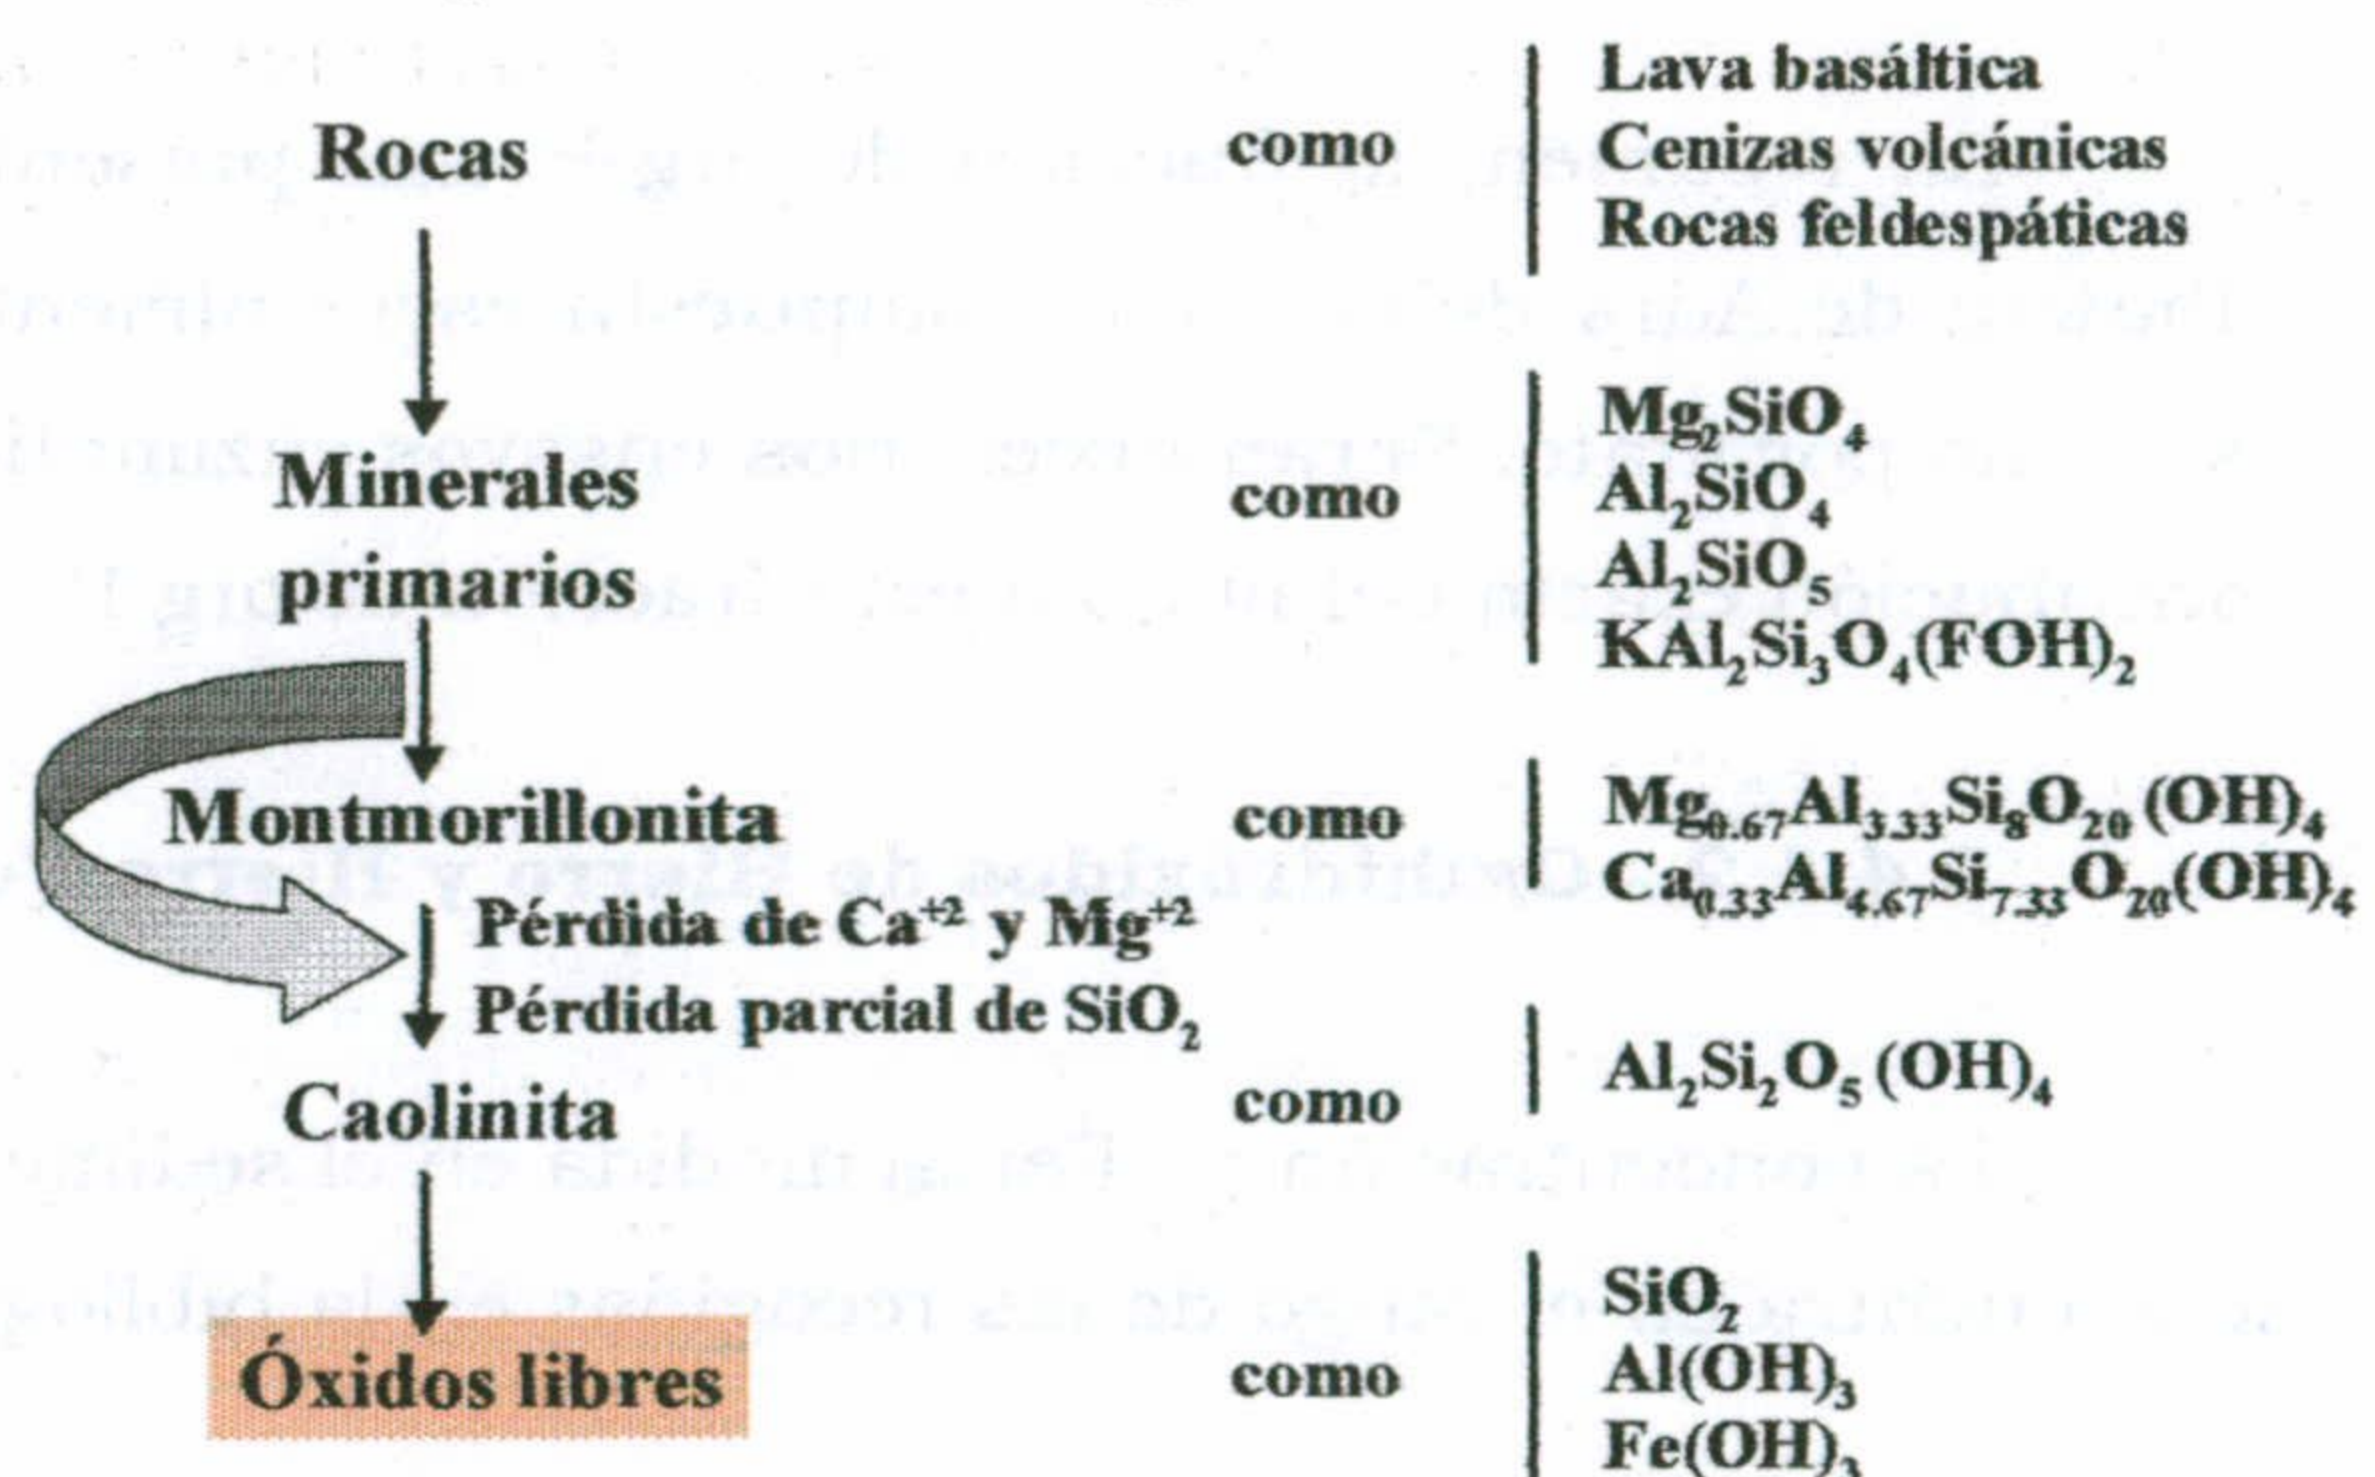 Rocas como Lava basáltica
Cenizas volcánicas
Rocas feldespáticas
Minerales
primarios
como Mg₂SiO₄
Al₂SiO₄
Al₂SiO₅
KAl₂Si₃O₄(FOH)₂
Montmorillonita como Mg₀.₆₇Al₃.₃₃Si₈O₂₀ (OH)₄
Ca₀.₃₃Al₄.₆₇Si₇.₃₃O₂₀(OH)₄
Pérdida de Ca⁺² y Mg⁺²
Pérdida parcial de SiO₂
Caolinita como Al₂Si₂O₅ (OH)₄
Óxidos libres como SiO₂
Al(OH)₃
Fe(OH)₃